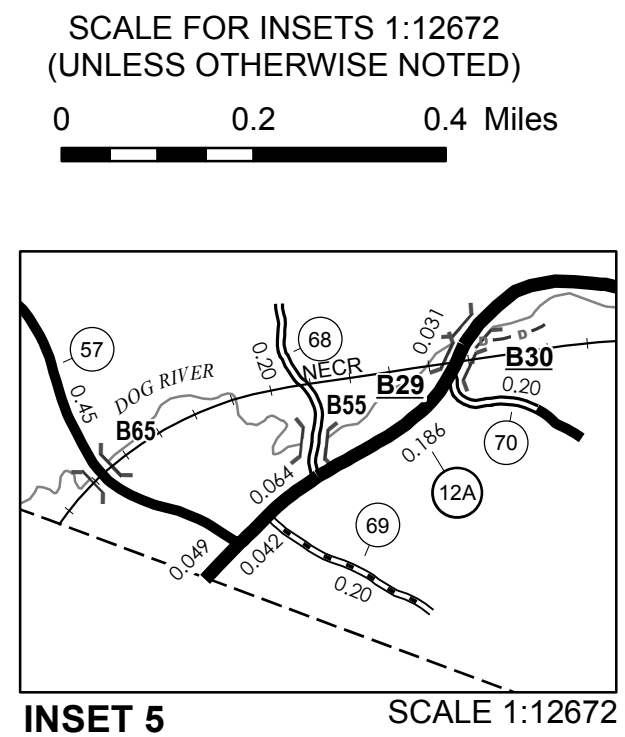 SCALE FOR INSETS 1:12672
(UNLESS OTHERWISE NOTED)
0 0.2 0.4 Miles
57
0.45
DOG RIVER
B65
0.20
68
NECR
B55
B29
0.031
D D
B30
0.20
70
0.186
12A
0.064
0.049
0.042
69
0.20
INSET 5
SCALE 1:12672